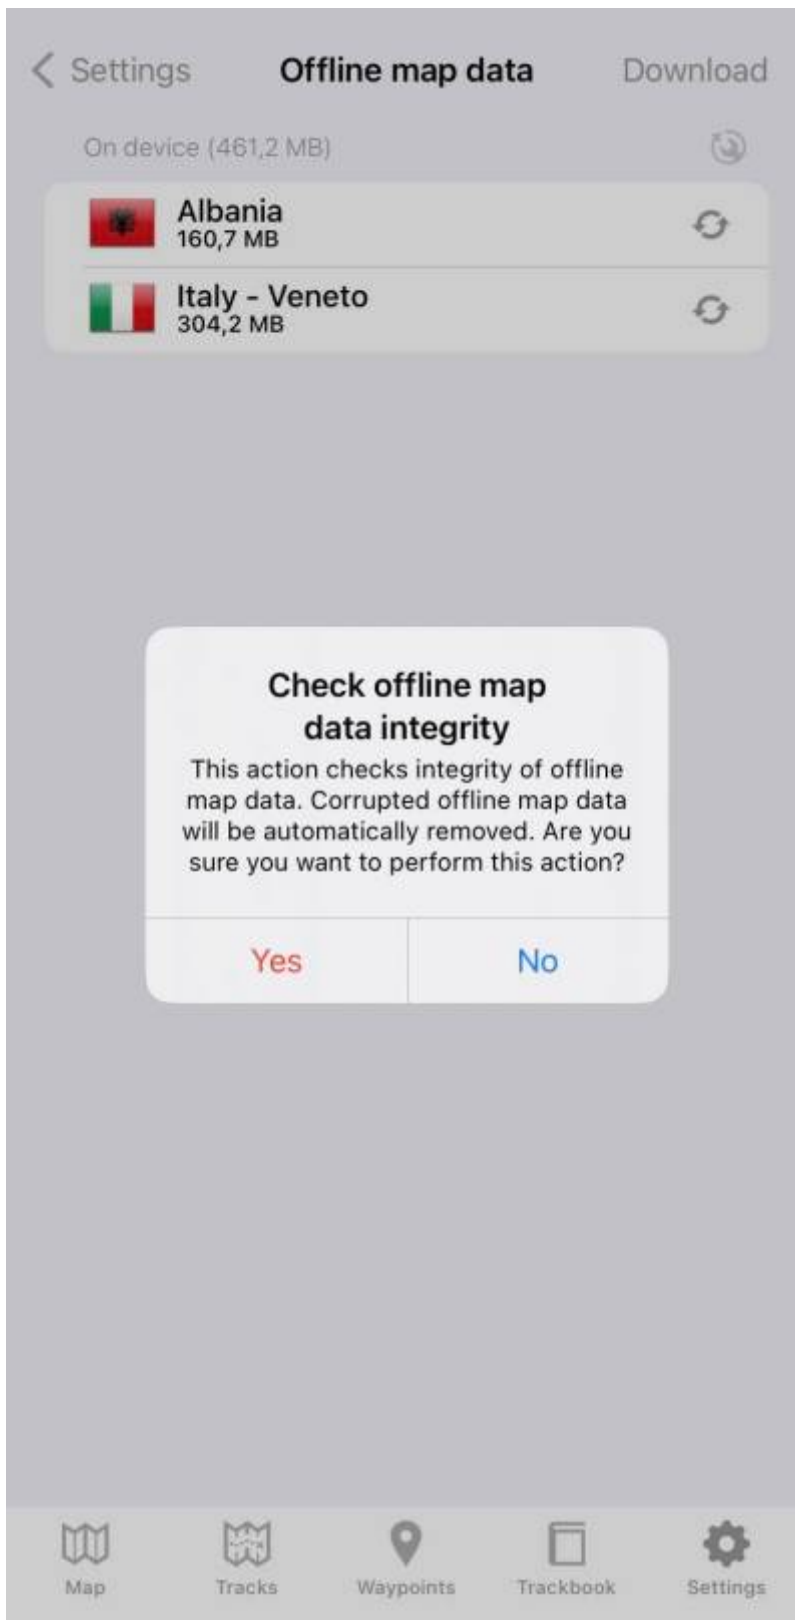 Settings
Offline map data
Download
On device (461,2 MB)
Albania
160,7 MB
Italy - Veneto
304,2 MB
Check offline map
data integrity
This action checks integrity of offline
map data. Corrupted offline map data
will be automatically removed. Are you
sure you want to perform this action?
Yes
No
Map
Tracks
Waypoints
Trackbook
Settings